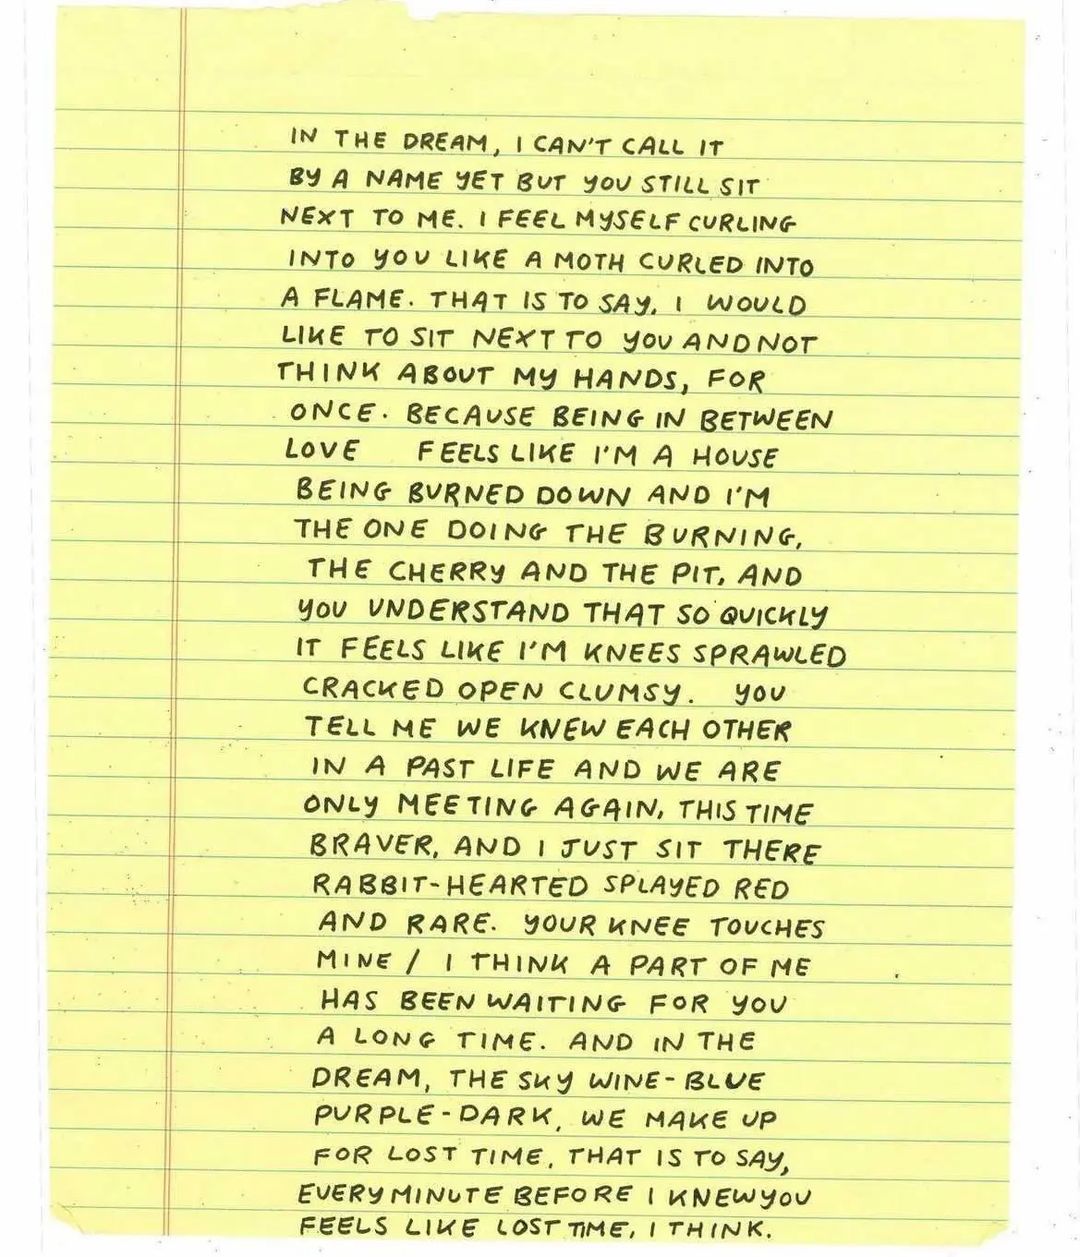 IN THE DREAM, I CAN'T CALL IT
BY A NAME YET BUT YOU STILL SIT
NEXT TO ME. I FEEL MYSELF CURLING
INTO YOU LIKE A MOTH CURLED INTO
A FLAME. THAT IS TO SAY, I WOULD
LIKE TO SIT NEXT TO YOU AND NOT
THINK ABOUT MY HANDS, FOR
ONCE. BECAUSE BEING IN BETWEEN
LOVE FEELS LIKE I'M A HOUSE
BEING BURNED DOWN AND I'M
THE ONE DOING THE BURNING,
THE CHERRY AND THE PIT, AND
YOU UNDERSTAND THAT SO QUICKLY
IT FEELS LIKE I'M KNEES SPRAWLED
CRACKED OPEN CLUMSY. YOU
TELL ME WE KNEW EACH OTHER
IN A PAST LIFE AND WE ARE
ONLY MEETING AGAIN, THIS TIME
BRAVER, AND I JUST SIT THERE
RABBIT-HEARTED SPLAYED RED
AND RARE. YOUR KNEE TOUCHES
MINE / I THINK A PART OF ME
HAS BEEN WAITING FOR YOU
A LONG TIME. AND IN THE
DREAM, THE SKY WINE-BLUE
PURPLE-DARK, WE MAKE UP
FOR LOST TIME, THAT IS TO SAY,
EVERY MINUTE BEFORE I KNEW YOU
FEELS LIKE LOST TIME, I THINK.